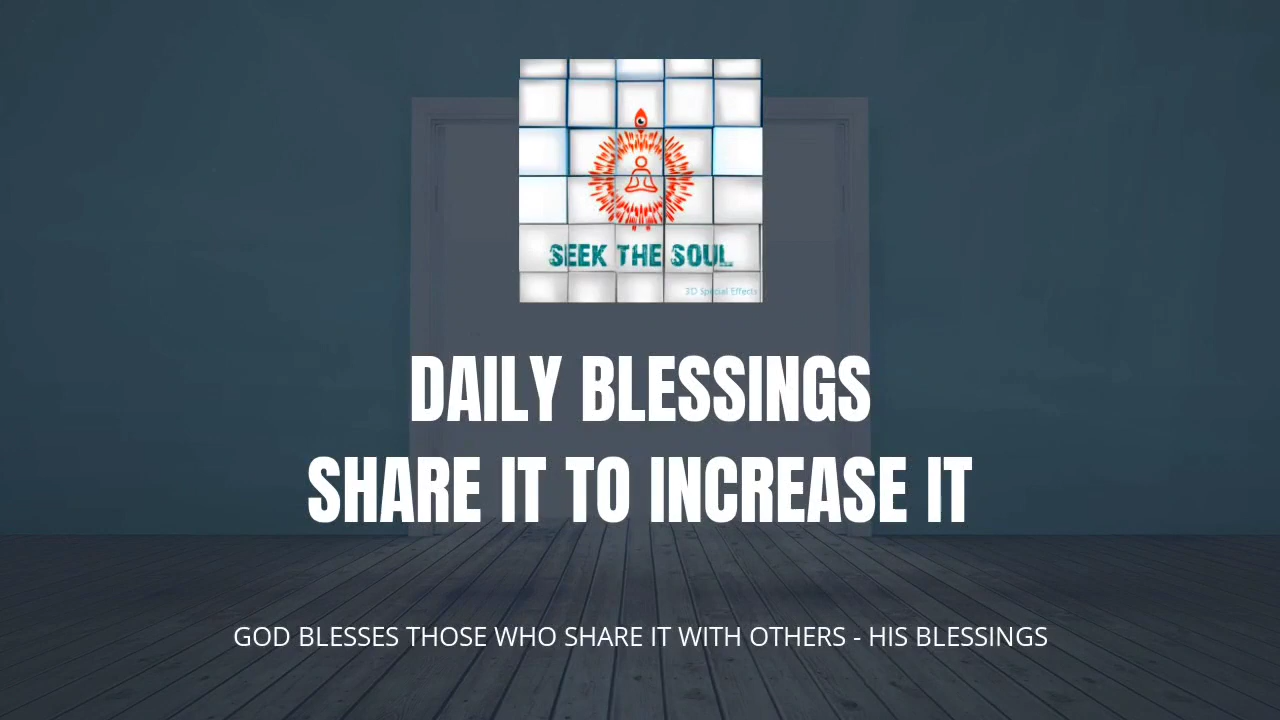 SEEK THE SOUL
3D Special Effects
DAILY BLESSINGS
SHARE IT TO INCREASE IT
GOD BLESSES THOSE WHO SHARE IT WITH OTHERS - HIS BLESSINGS